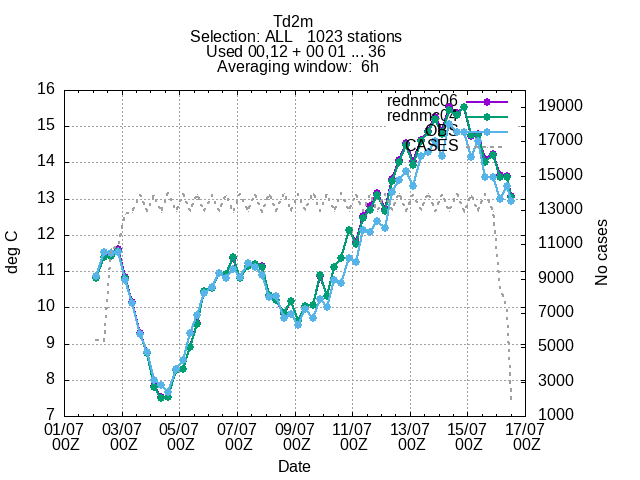 Td2m
Selection: ALL 1023 stations
Used 00,12 + 00 01 ... 36
Averaging window: 6h
rednmc06
rednmc04
OBS
CASES
16
15
14
13
12
11
10
9
8
7
deg C
19000
17000
15000
13000
11000
9000
7000
5000
3000
1000
No cases
01/07 03/07 05/07 07/07 09/07 11/07 13/07 15/07 17/07
00Z 00Z 00Z 00Z 00Z 00Z 00Z 00Z 00Z
Date